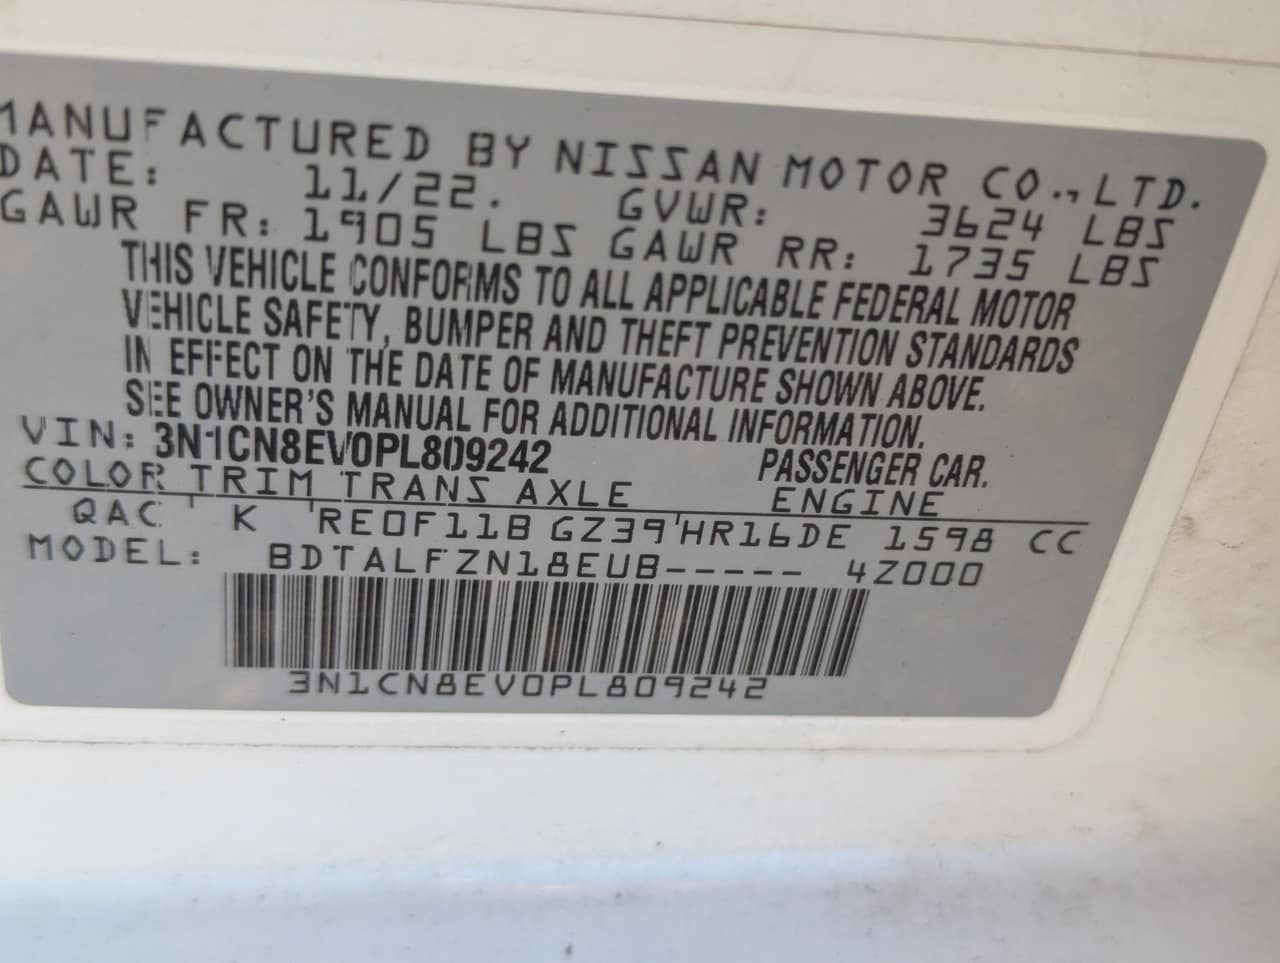 MANUFACTURED BY NISSAN MOTOR CO., LTD.
DATE: 11/22. GVWR: 3624 LBS
GAWR FR: 1905 LBS GAWR RR: 1735 LBS
THIS VEHICLE CONFORMS TO ALL APPLICABLE FEDERAL MOTOR
VEHICLE SAFETY, BUMPER AND THEFT PREVENTION STANDARDS
IN EFFECT ON THE DATE OF MANUFACTURE SHOWN ABOVE.
SEE OWNER'S MANUAL FOR ADDITIONAL INFORMATION.
VIN: 3N1CN8EV0PL809242 PASSENGER CAR.
COLOR TRIM TRANS AXLE ENGINE
QAC K RE0F11B GZ39 HR16DE 1598 CC
MODEL: BDTALFZN18EUB----- 4Z000
3N1CN8EV0PL809242